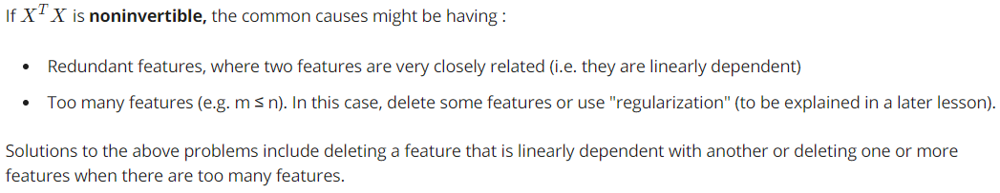 If X^T X is noninvertible, the common causes might be having :
• Redundant features, where two features are very closely related (i.e. they are linearly dependent)
• Too many features (e.g. m ≤ n). In this case, delete some features or use "regularization" (to be explained in a later lesson).
Solutions to the above problems include deleting a feature that is linearly dependent with another or deleting one or more
features when there are too many features.